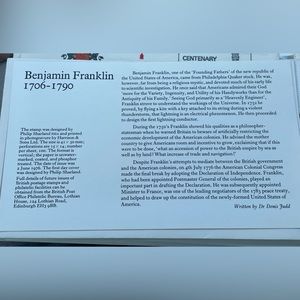 CENTENARY
Benjamin Franklin
1706-1790
The stamp was designed by
Philip Sharland MSIA and printed
in photogravure by Harrison &
Sons Ltd. The size is 41 × 30 mm;
perforations are 14 × 14; number
per sheet, 100. The format is
vertical; the paper is unwater-
marked, coated, and phosphor
treated. The date of issue was
2 June 1976. The first day cover
was designed by Philip Sharland.
Full details of future issues of
British postage stamps and
philatelic facilities can be
obtained from the British Post
Office Philatelic Bureau, Lothian
House, 124 Lothian Road,
Edinburgh EH3 9BB.
Benjamin Franklin, one of the 'Founding Fathers' of the new republic of
the United States of America, came from Philadelphia Quaker stock. He was,
however, far from being a religious mystic, and devoted much of his early life
to scientific investigation. He once said that Americans admired their God
'more for the Variety, Ingenuity, and Utility of his Handyworks than for the
Antiquity of his Family.' Seeing God primarily as a 'Heavenly Engineer',
Franklin strove to understand the workings of the Universe. In 1752 he
proved, by flying a kite with a key attached to its string during a violent
thunderstorm, that lightning is an electrical phenomenon. He then proceeded
to design the first lightning conductor.
During the 1750's Franklin showed his qualities as a philosopher-
statesman when he warned Britain to beware of artificially restricting the
economic development of the American colonies. He advised the mother
country to give Americans room and incentive to grow, exclaiming that if this
was to be done, 'what an accession of power to the British empire by sea as
well as by land! What increase of trade and navigation!'
Despite Franklin's attempts to mediate between the British government
and the American colonies, on 4th July 1776 the American Colonial Congress
made the final break by adopting the Declaration of Independence. Franklin,
who had been appointed Postmaster General of the colonies, played an
important part in drafting the Declaration. He was subsequently appointed
Minister to France, was one of the leading negotiators of the 1783 peace treaty,
and helped to draw up the constitution of the newly-formed United States of
America.
Written by Dr Denis Judd